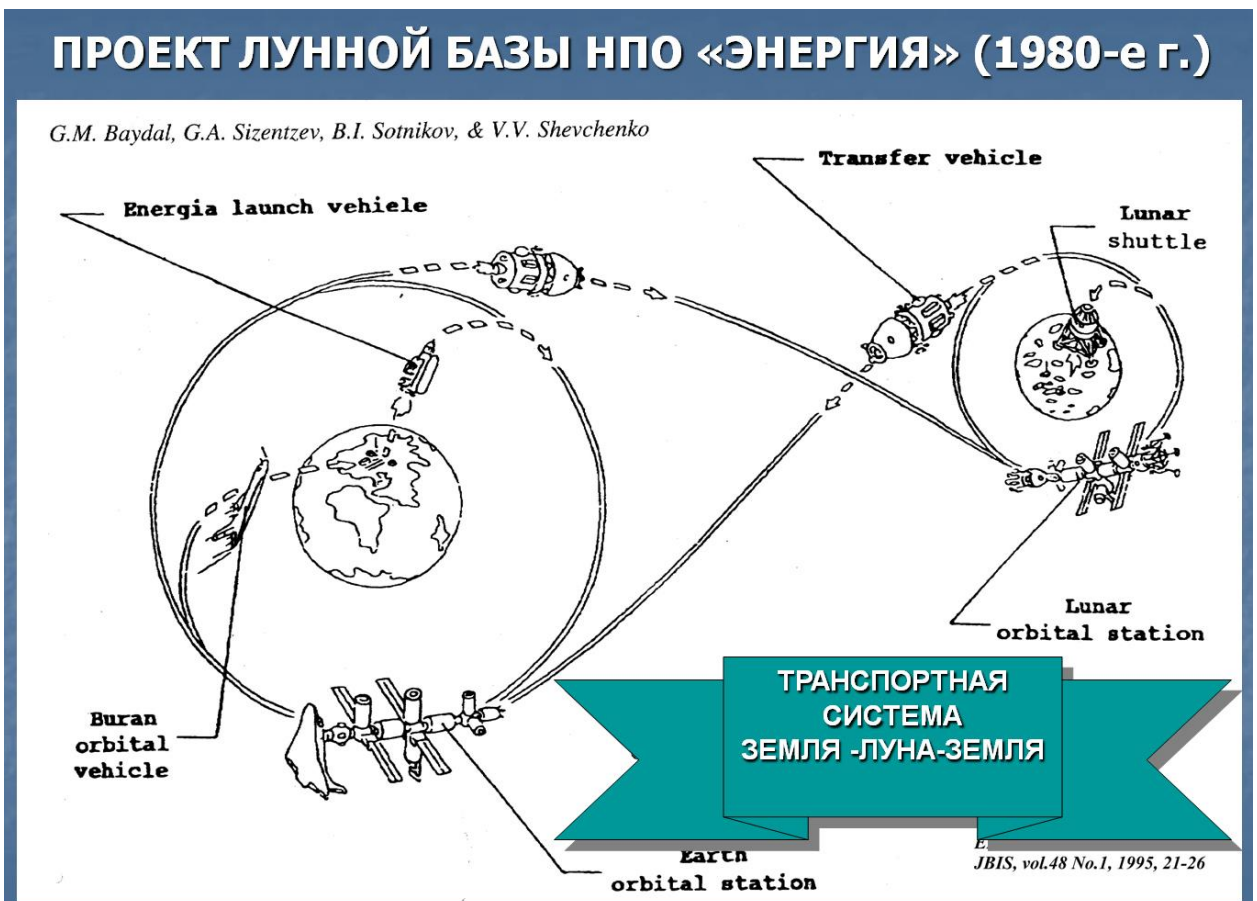 ПРОЕКТ ЛУННОЙ БАЗЫ НПО «ЭНЕРГИЯ» (1980-е г.)
G.M. Baydal, G.A. Sizentzev, B.I. Sotnikov, & V.V. Shevchenko
Transfer vehicle
Energia launch vehiele
Lunar
shuttle
Lunar
orbital station
Buran
orbital
vehicle
ТРАНСПОРТНАЯ
СИСТЕМА
ЗЕМЛЯ -ЛУНА-ЗЕМЛЯ
Earth
orbital station
JBIS, vol.48 No.1, 1995, 21-26